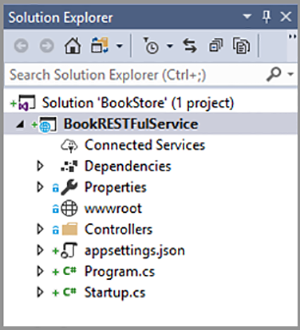 Solution Explorer
Search Solution Explorer (Ctrl+;)
Solution 'BookStore' (1 project)
BookRESTFulService
Connected Services
Dependencies
Properties
wwwroot
Controllers
appsettings.json
C# Program.cs
C# Startup.cs